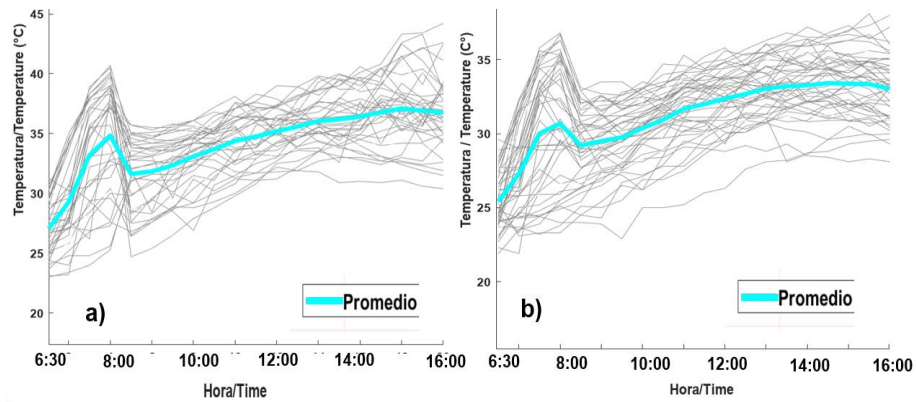 Temperatura/Temperature (°C)
45
40
35
30
25
20
a)
Promedio
6:30 8:00 10:00 12:00 14:00 16:00
Hora/Time
Temperatura / Temperature (C°)
35
30
25
20
b)
Promedio
6:30 8:00 10:00 12:00 14:00 16:00
Hora/Time